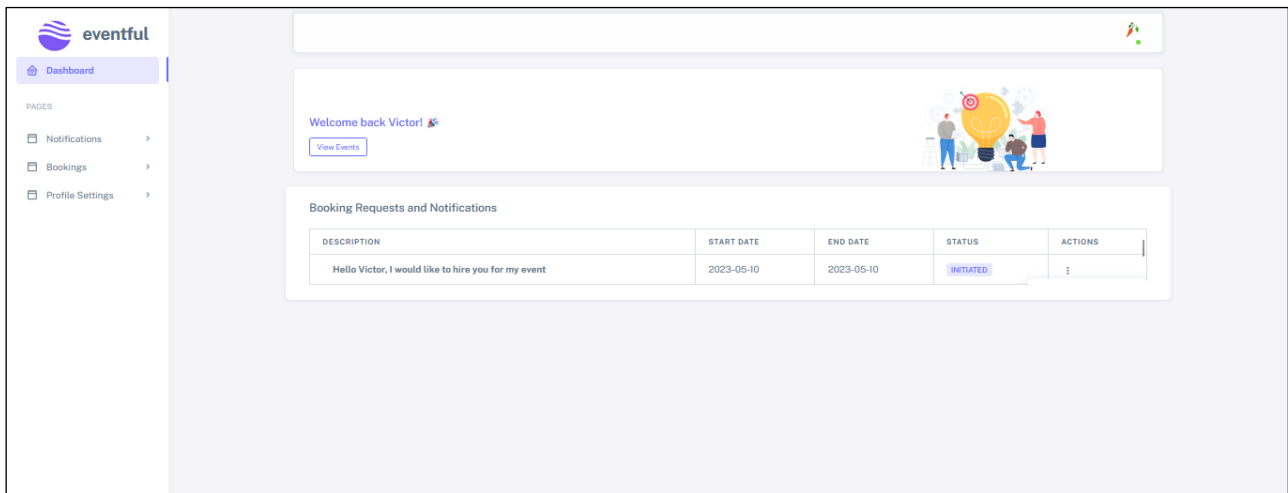 eventful
Dashboard
PAGES
Notifications
Bookings
Profile Settings
Welcome back Victor! 🎉
View Events
Booking Requests and Notifications
DESCRIPTION START DATE END DATE STATUS ACTIONS
Hello Victor, I would like to hire you for my event 2023-05-10 2023-05-10 INITIATED